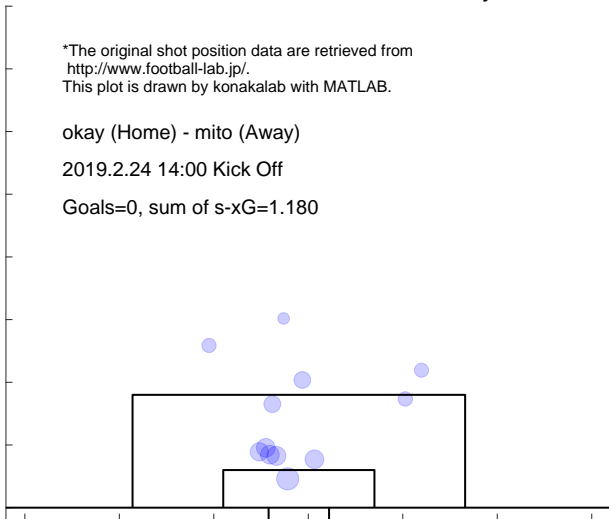 *The original shot position data are retrieved from
http://www.football-lab.jp/.
This plot is drawn by konakalab with MATLAB.
okay (Home) - mito (Away)
2019.2.24 14:00 Kick Off
Goals=0, sum of s-xG=1.180